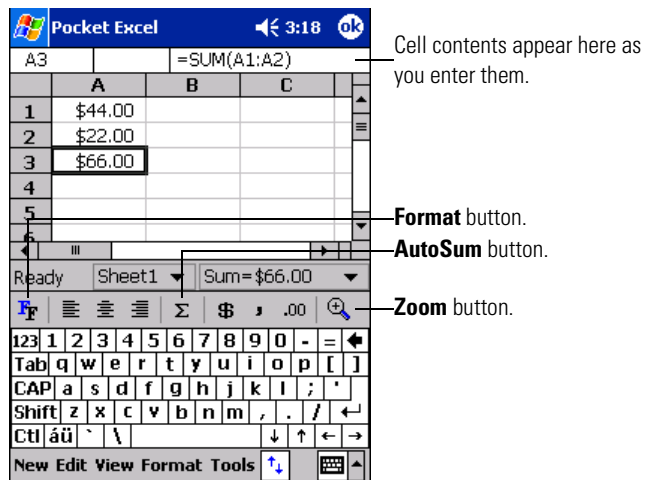 Pocket Excel 3:18 ok
A3 =SUM(A1:A2)
Cell contents appear here as
you enter them.
A B C
1 $44.00
2 $22.00
3 $66.00
4
5
6
Format button.
AutoSum button.
Ready Sheet1 Sum=$66.00
FF Σ $ , .00
Zoom button.
123 1 2 3 4 5 6 7 8 9 0 - =
Tab q w e r t y u i o p [ ]
CAP a s d f g h j k l ; '
Shift z x c v b n m , . /
Ctl áü ` \
New Edit View Format Tools